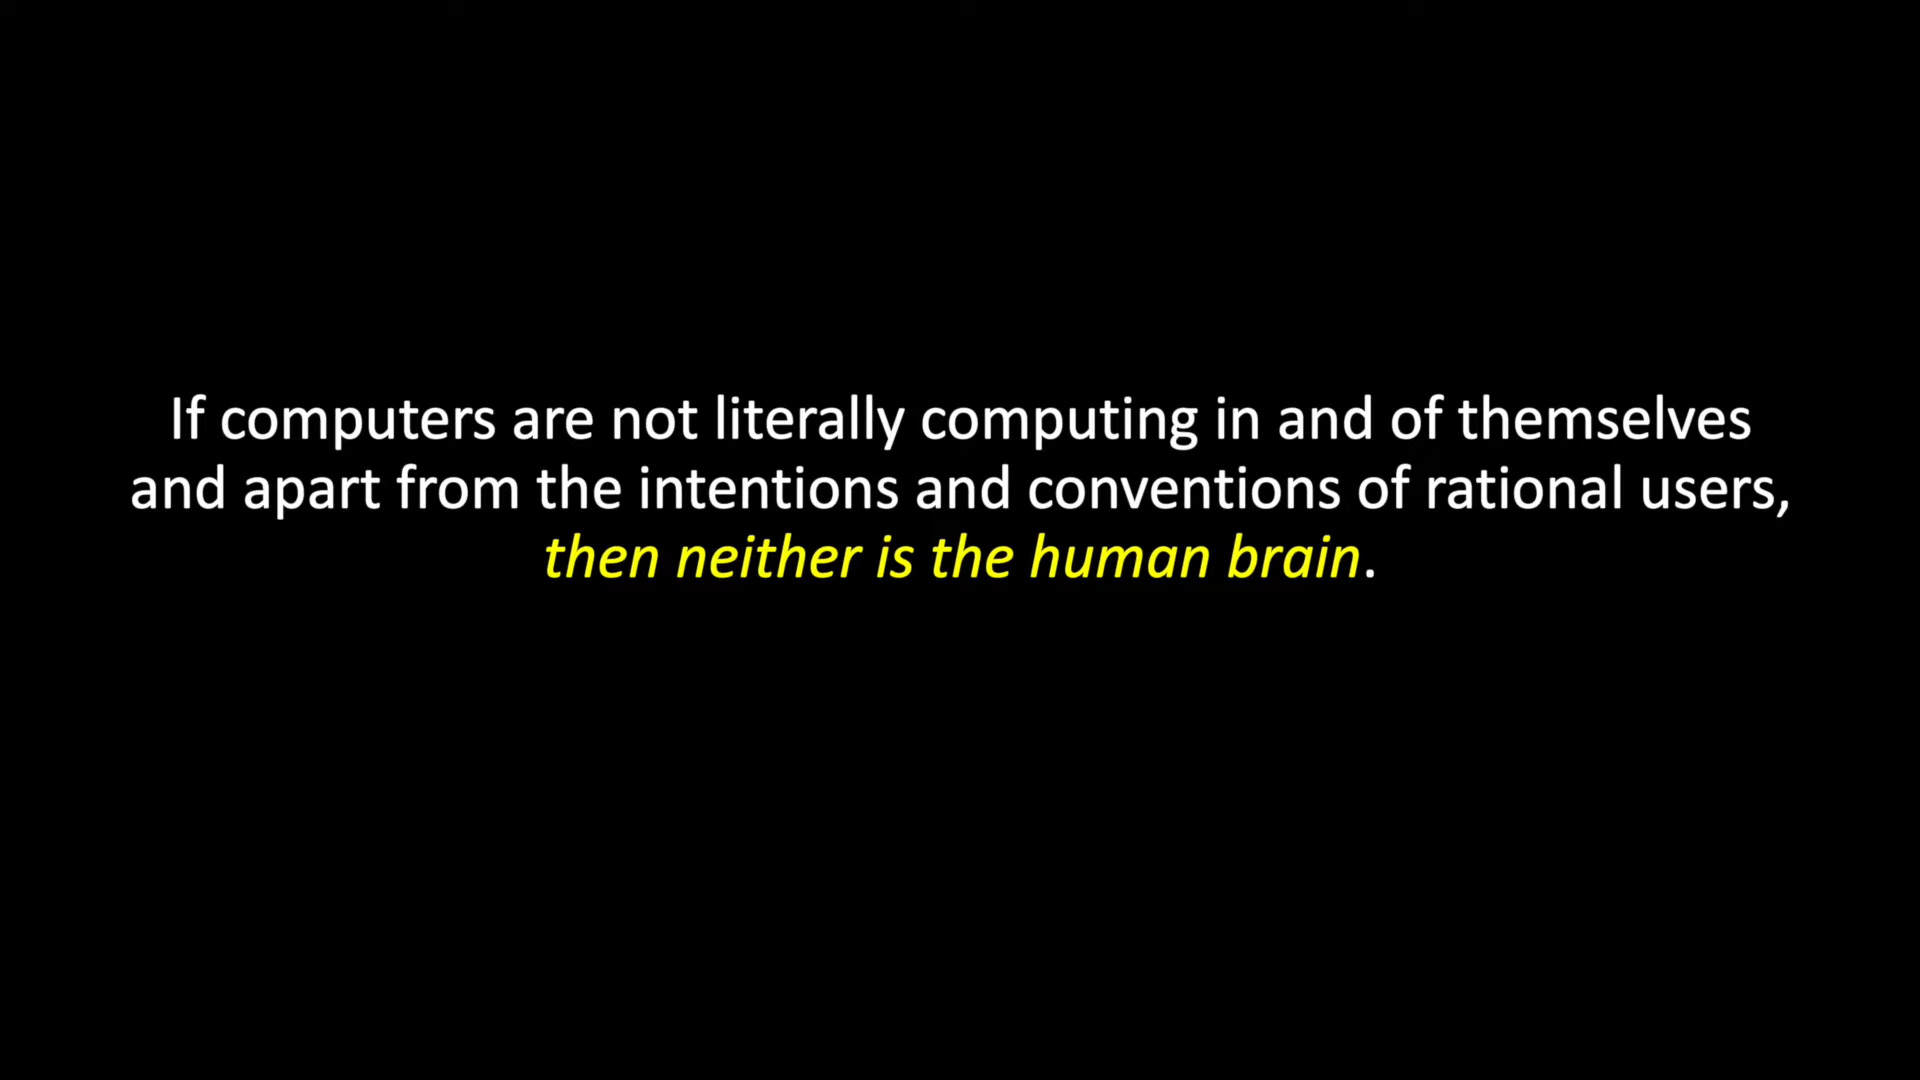 If computers are not literally computing in and of themselves
and apart from the intentions and conventions of rational users,
then neither is the human brain.